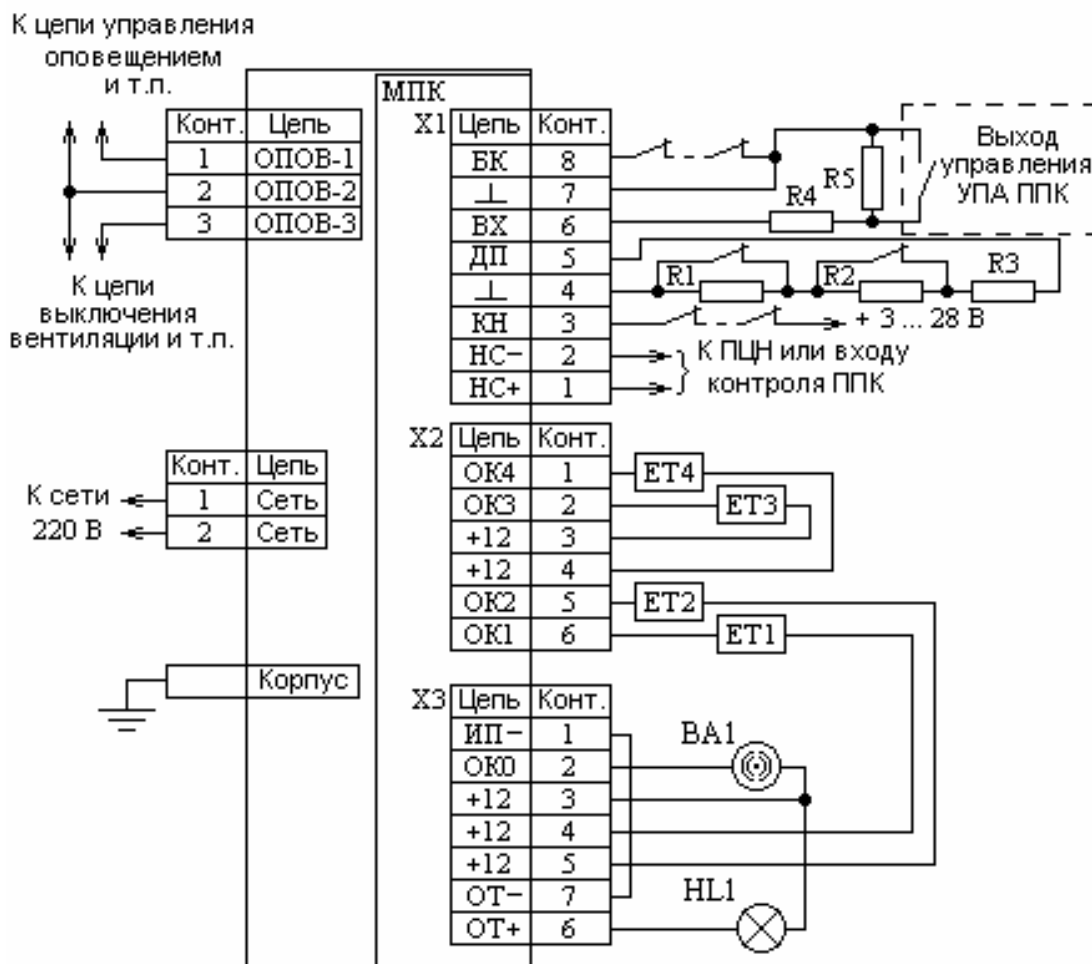 К цепи управления
оповещением
и т.п.
Конт. Цепь
1 ОПОВ-1
2 ОПОВ-2
3 ОПОВ-3
К цепи
выключения
вентиляции и т.п.
МПК
X1 Цепь Конт.
БК 8
⊥ 7
ВХ 6
ДП 5
⊥ 4
КН 3
НС− 2
НС+ 1
R5
R4
Выход
управления
УПА ППК
R1
R2
R3
+ 3 ... 28 В
К ПЦН или входу
контроля ППК
X2 Цепь Конт.
ОК4 1 ЕТ4
ОК3 2 ЕТ3
+12 3
+12 4
ОК2 5 ЕТ2
ОК1 6 ЕТ1
Конт. Цепь
К сети 1 Сеть
220 В 2 Сеть
Корпус
X3 Цепь Конт.
ИП− 1
ОК0 2
+12 3
+12 4
+12 5
ОТ− 7
ОТ+ 6
BA1
HL1